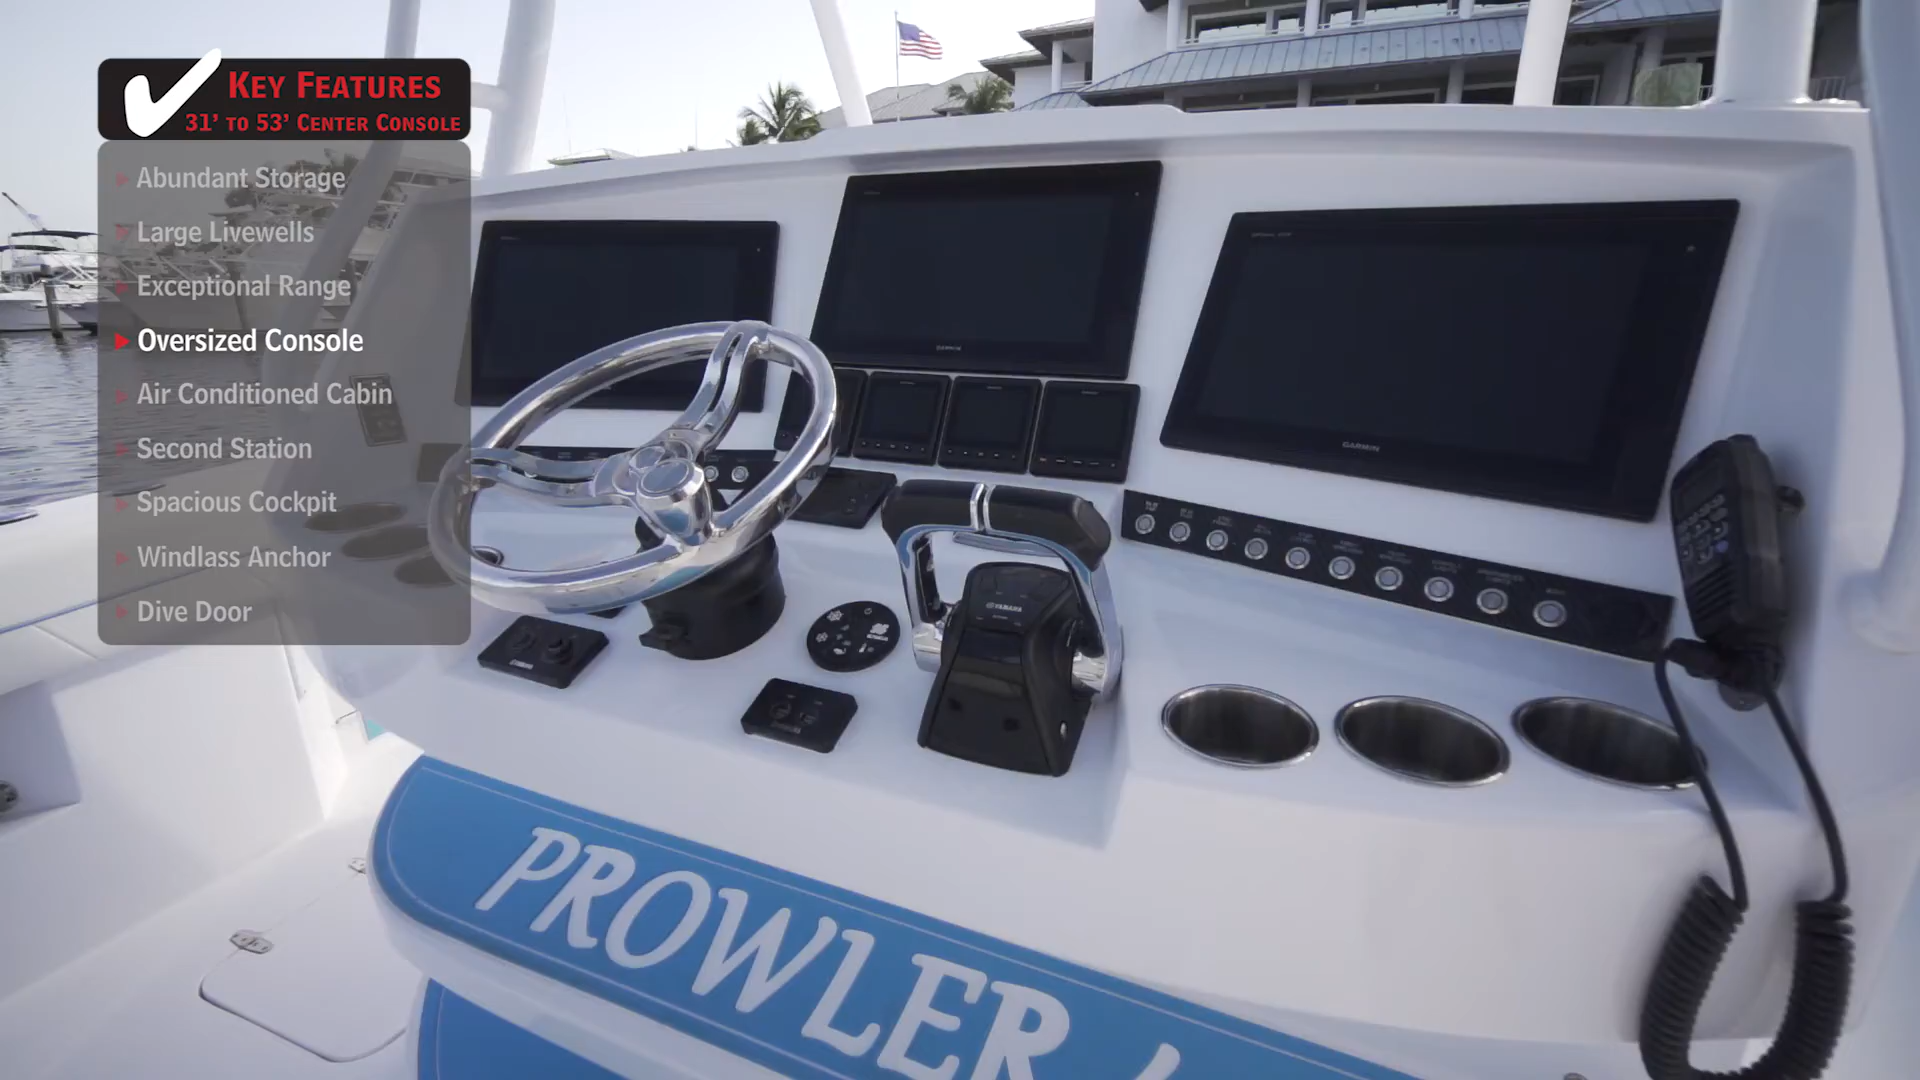 KEY FEATURES
31' TO 53' CENTER CONSOLE
Abundant Storage
Large Livewells
Exceptional Range
Oversized Console
Air Conditioned Cabin
Second Station
Spacious Cockpit
Windlass Anchor
Dive Door
GARMIN
GARMIN
YAMAHA
PROWLER